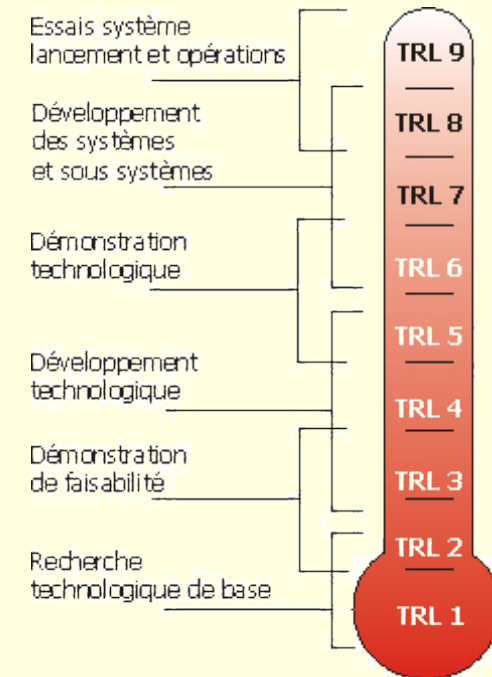 Essais système
lancement et opérations
Développement
des systèmes
et sous systèmes
Démonstration
technologique
Développement
technologique
Démonstration
de faisabilité
Recherche
technologique de base
TRL 9
TRL 8
TRL 7
TRL 6
TRL 5
TRL 4
TRL 3
TRL 2
TRL 1